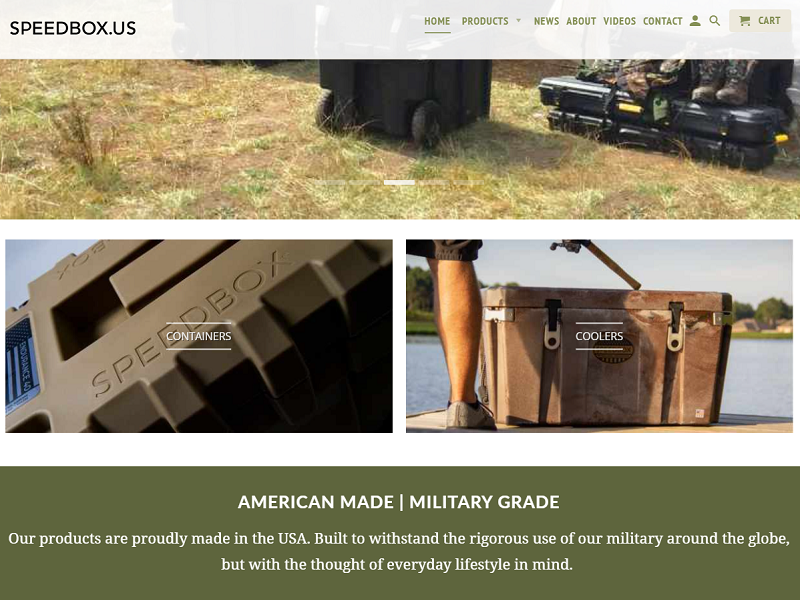 SPEEDBOX.US
HOME PRODUCTS NEWS ABOUT VIDEOS CONTACT CART
SPEEDBOX
CONTAINERS
COOLERS
AMERICAN MADE | MILITARY GRADE
Our products are proudly made in the USA. Built to withstand the rigorous use of our military around the globe,
but with the thought of everyday lifestyle in mind.